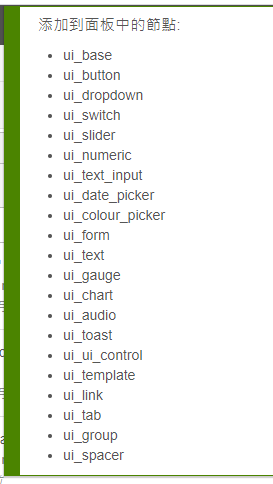 添加到面板中的節點:
ui_base
ui_button
ui_dropdown
ui_switch
ui_slider
ui_numeric
ui_text_input
ui_date_picker
ui_colour_picker
ui_form
ui_text
ui_gauge
ui_chart
ui_audio
ui_toast
ui_ui_control
ui_template
ui_link
ui_tab
ui_group
ui_spacer